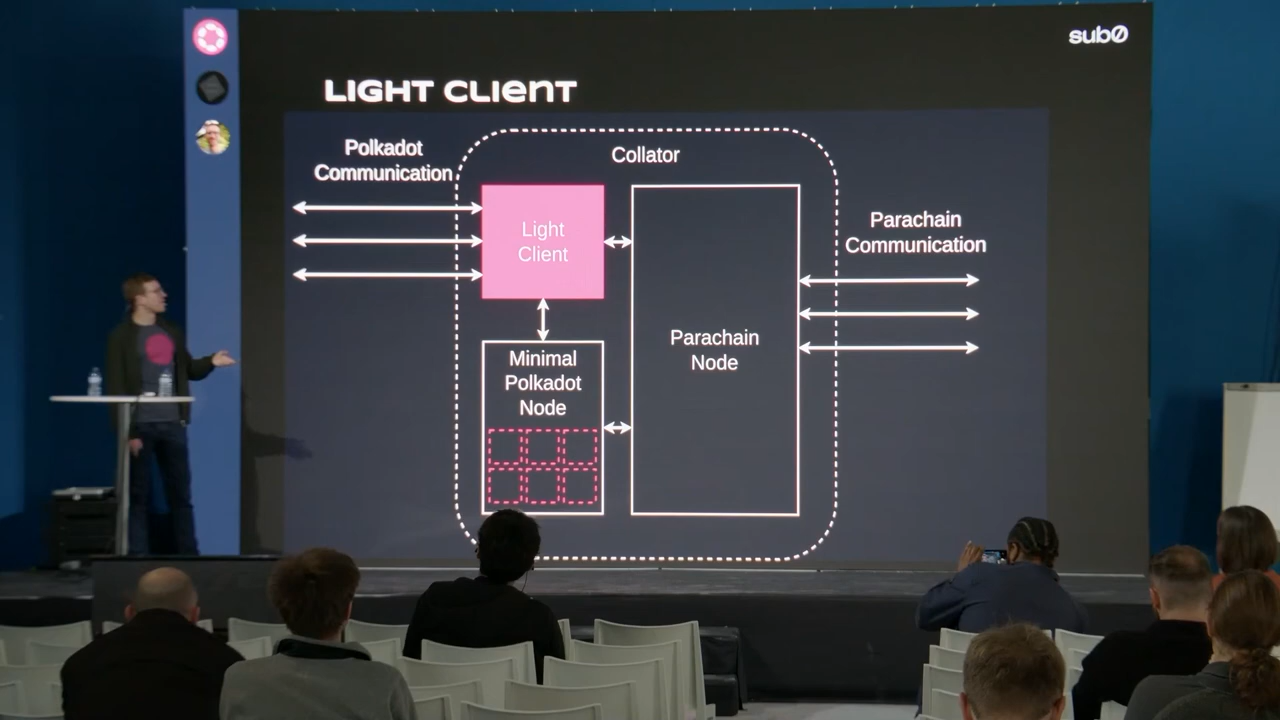 sub0
LIGHT CLIENT
Polkadot
Communication
Collator
Light
Client
Parachain
Communication
Minimal
Polkadot
Node
Parachain
Node